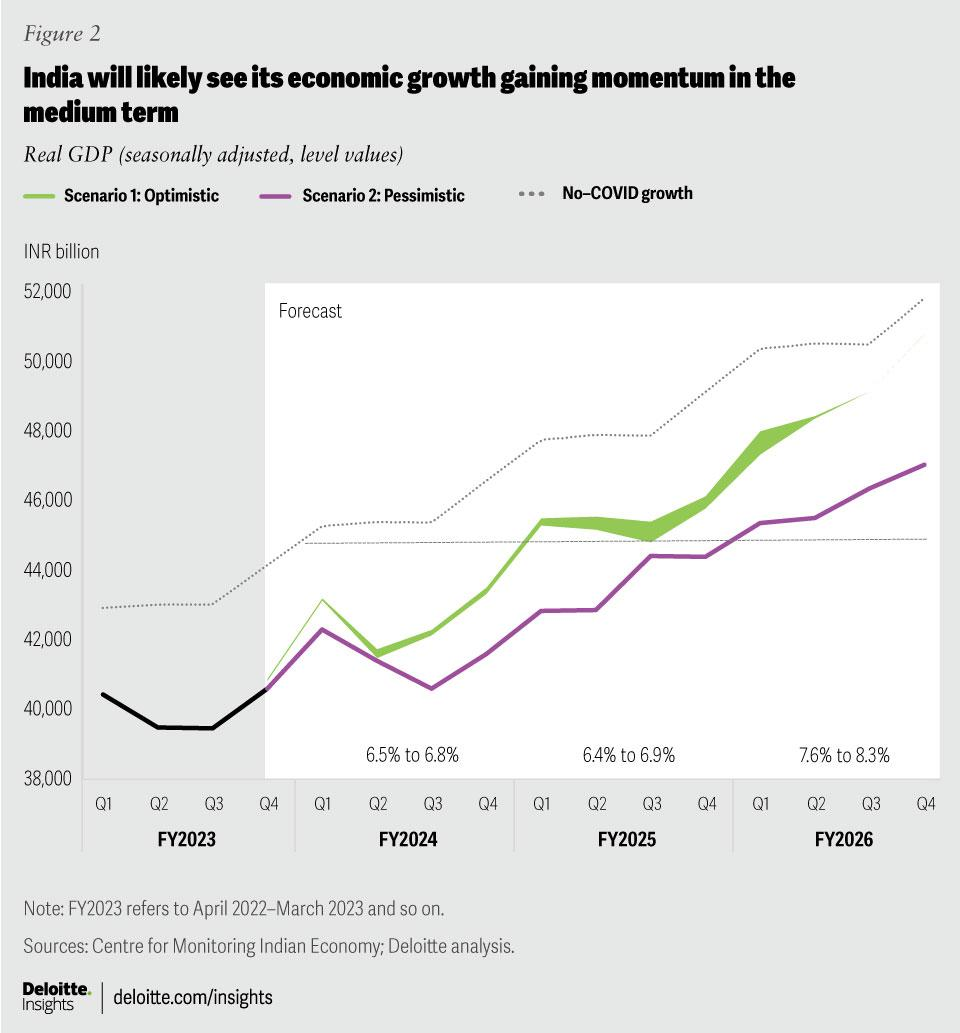 Figure 2
India will likely see its economic growth gaining momentum in the
medium term
Real GDP (seasonally adjusted, level values)
Scenario 1: Optimistic
Scenario 2: Pessimistic
No–COVID growth
INR billion
52,000
Forecast
50,000
48,000
46,000
44,000
42,000
40,000
6.5% to 6.8%
6.4% to 6.9%
7.6% to 8.3%
38,000
Q1 Q2 Q3 Q4 Q1 Q2 Q3 Q4 Q1 Q2 Q3 Q4 Q1 Q2 Q3 Q4
FY2023 FY2024 FY2025 FY2026
Note: FY2023 refers to April 2022–March 2023 and so on.
Sources: Centre for Monitoring Indian Economy; Deloitte analysis.
Deloitte.
Insights
deloitte.com/insights